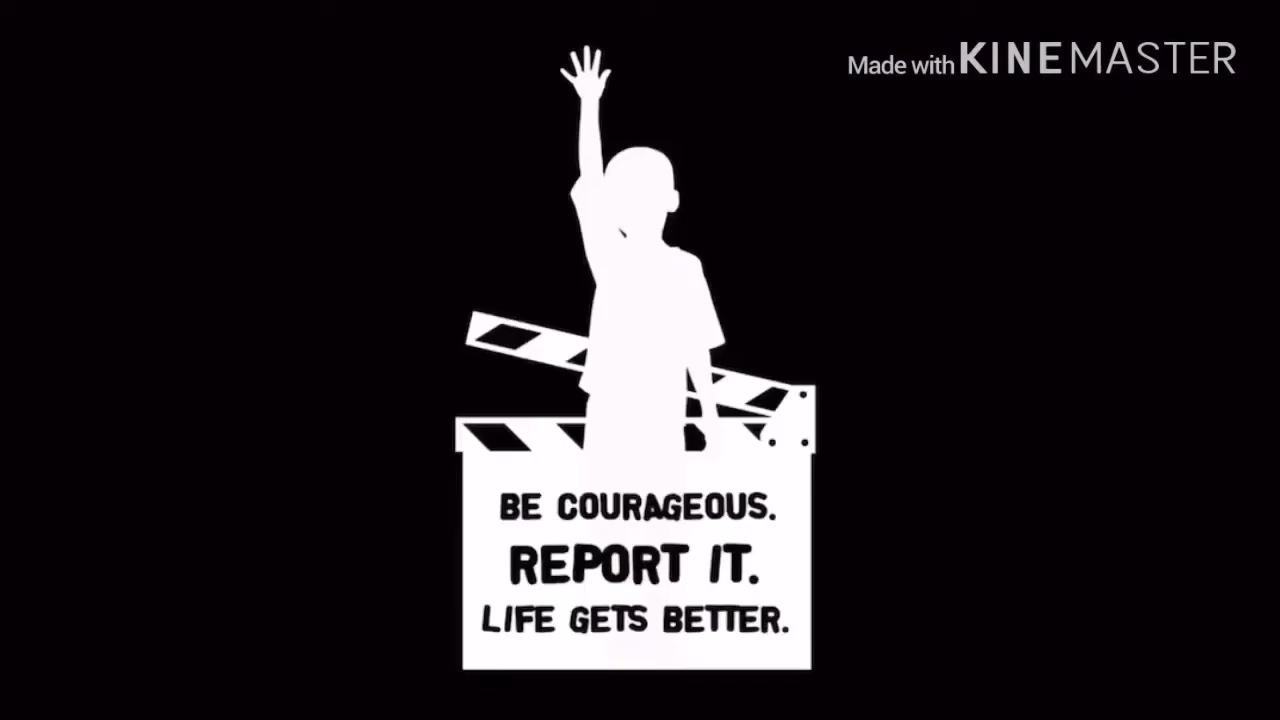 Made with KINEMASTER
BE COURAGEOUS.
REPORT IT.
LIFE GETS BETTER.